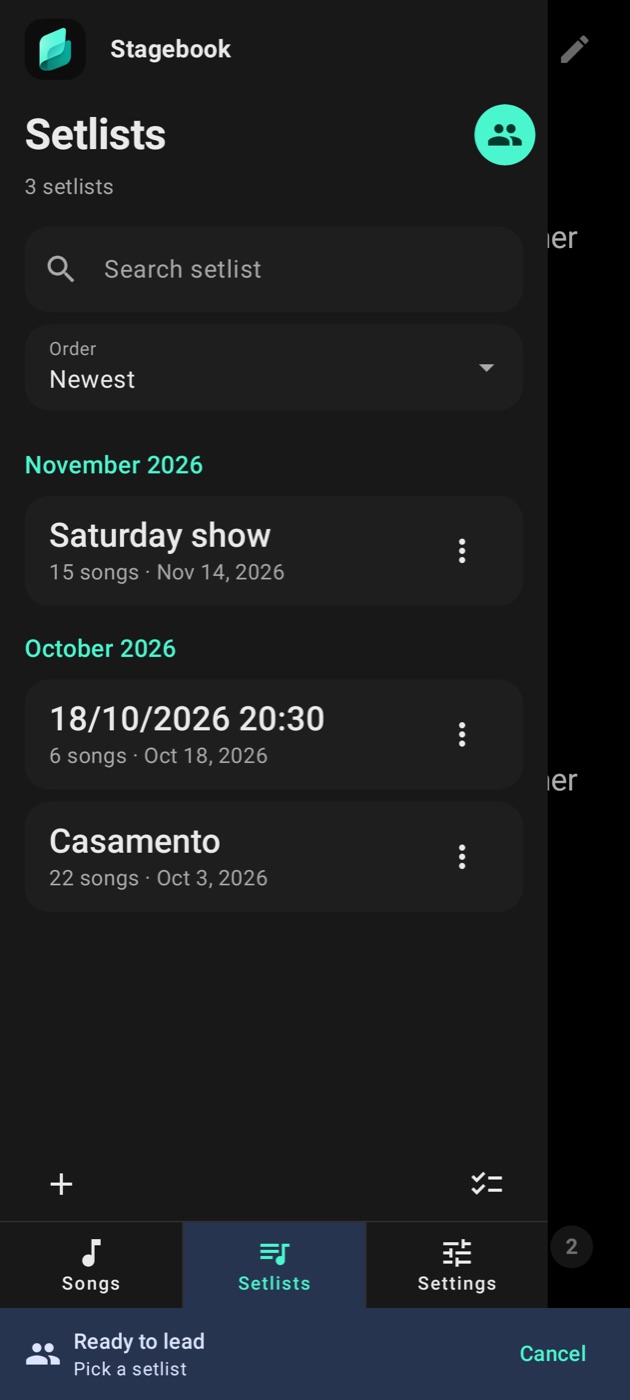 Stagebook
Setlists
3 setlists
Search setlist
Order
Newest
November 2026
Saturday show
15 songs · Nov 14, 2026
October 2026
18/10/2026 20:30
6 songs · Oct 18, 2026
Casamento
22 songs · Oct 3, 2026
Songs
Setlists
Settings
2
Ready to lead
Pick a setlist
Cancel